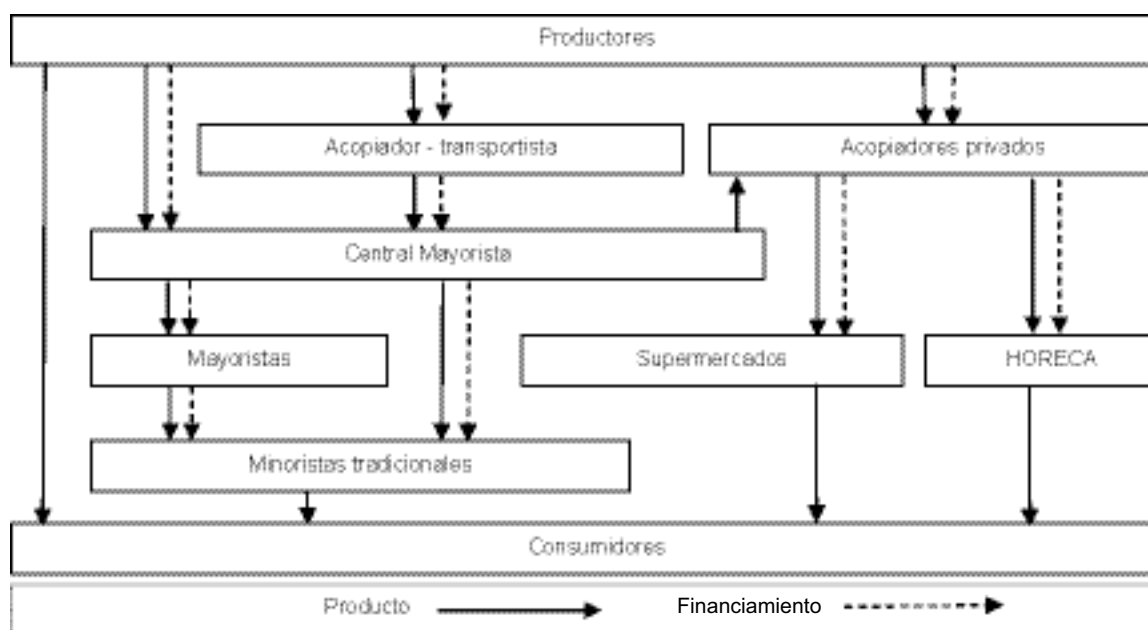 Productores
Acopiador - transportista
Acopiadores privados
Central Mayorista
Mayoristas
Supermercados
HORECA
Minoristas tradicionales
Consumidores
Producto
Financiamiento